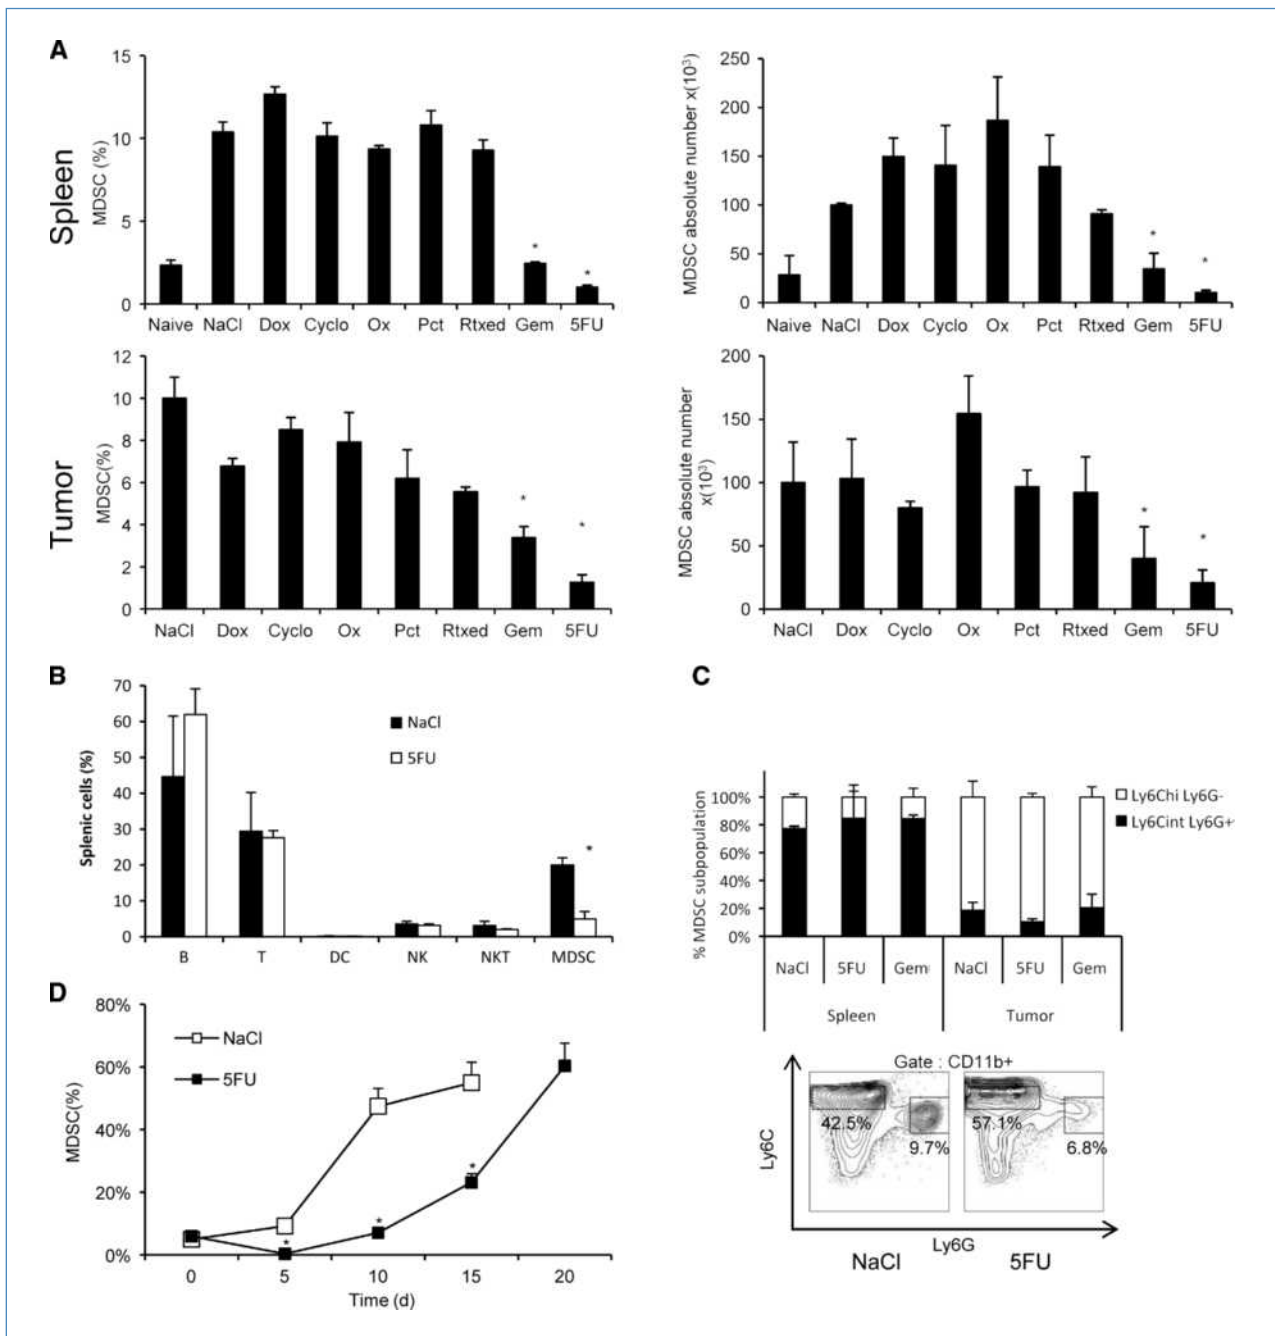 A
Spleen
MDSC (%)
15
10
5
0
*
*
Naive NaCl Dox Cyclo Ox Pct Rtxed Gem 5FU
MDSC absolute number x(10³)
250
200
150
100
50
0
*
*
Naive NaCl Dox Cyclo Ox Pct Rtxed Gem 5FU
Tumor
MDSC(%)
12
10
8
6
4
2
0
*
*
NaCl Dox Cyclo Ox Pct Rtxed Gem 5FU
MDSC absolute number
x(10³)
200
150
100
50
0
*
*
NaCl Dox Cyclo Ox Pct Rtxed Gem 5FU
B
Splenic cells (%)
70
60
50
40
30
20
10
0
NaCl
5FU
*
B T DC NK NKT MDSC
C
% MDSC subpopulation
100%
80%
60%
40%
20%
0%
Ly6Chi Ly6G-
Ly6Cint Ly6G+
NaCl 5FU Gem NaCl 5FU Gem
Spleen Tumor
Gate : CD11b+
42.5%
9.7%
57.1%
6.8%
Ly6C
Ly6G
NaCl 5FU
D
MDSC(%)
80%
60%
40%
20%
0%
NaCl
5FU
*
*
*
0 5 10 15 20
Time (d)